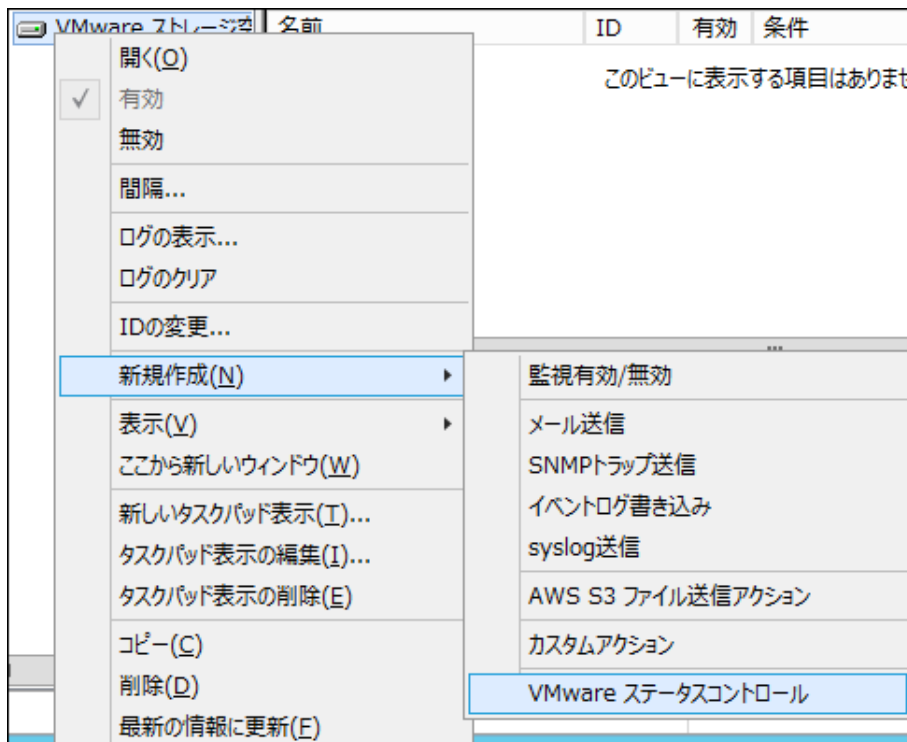 VMware ストレージ空 名前 ID 有効 条件
このビューに表示する項目はありませ
開く(O)
有効
無効
間隔...
ログの表示...
ログのクリア
IDの変更...
新規作成(N)
表示(V)
ここから新しいウィンドウ(W)
新しいタスクパッド表示(T)...
タスクパッド表示の編集(I)...
タスクパッド表示の削除(E)
コピー(C)
削除(D)
最新の情報に更新(F)
監視有効/無効
メール送信
SNMPトラップ送信
イベントログ書き込み
syslog送信
AWS S3 ファイル送信アクション
カスタムアクション
VMware ステータスコントロール